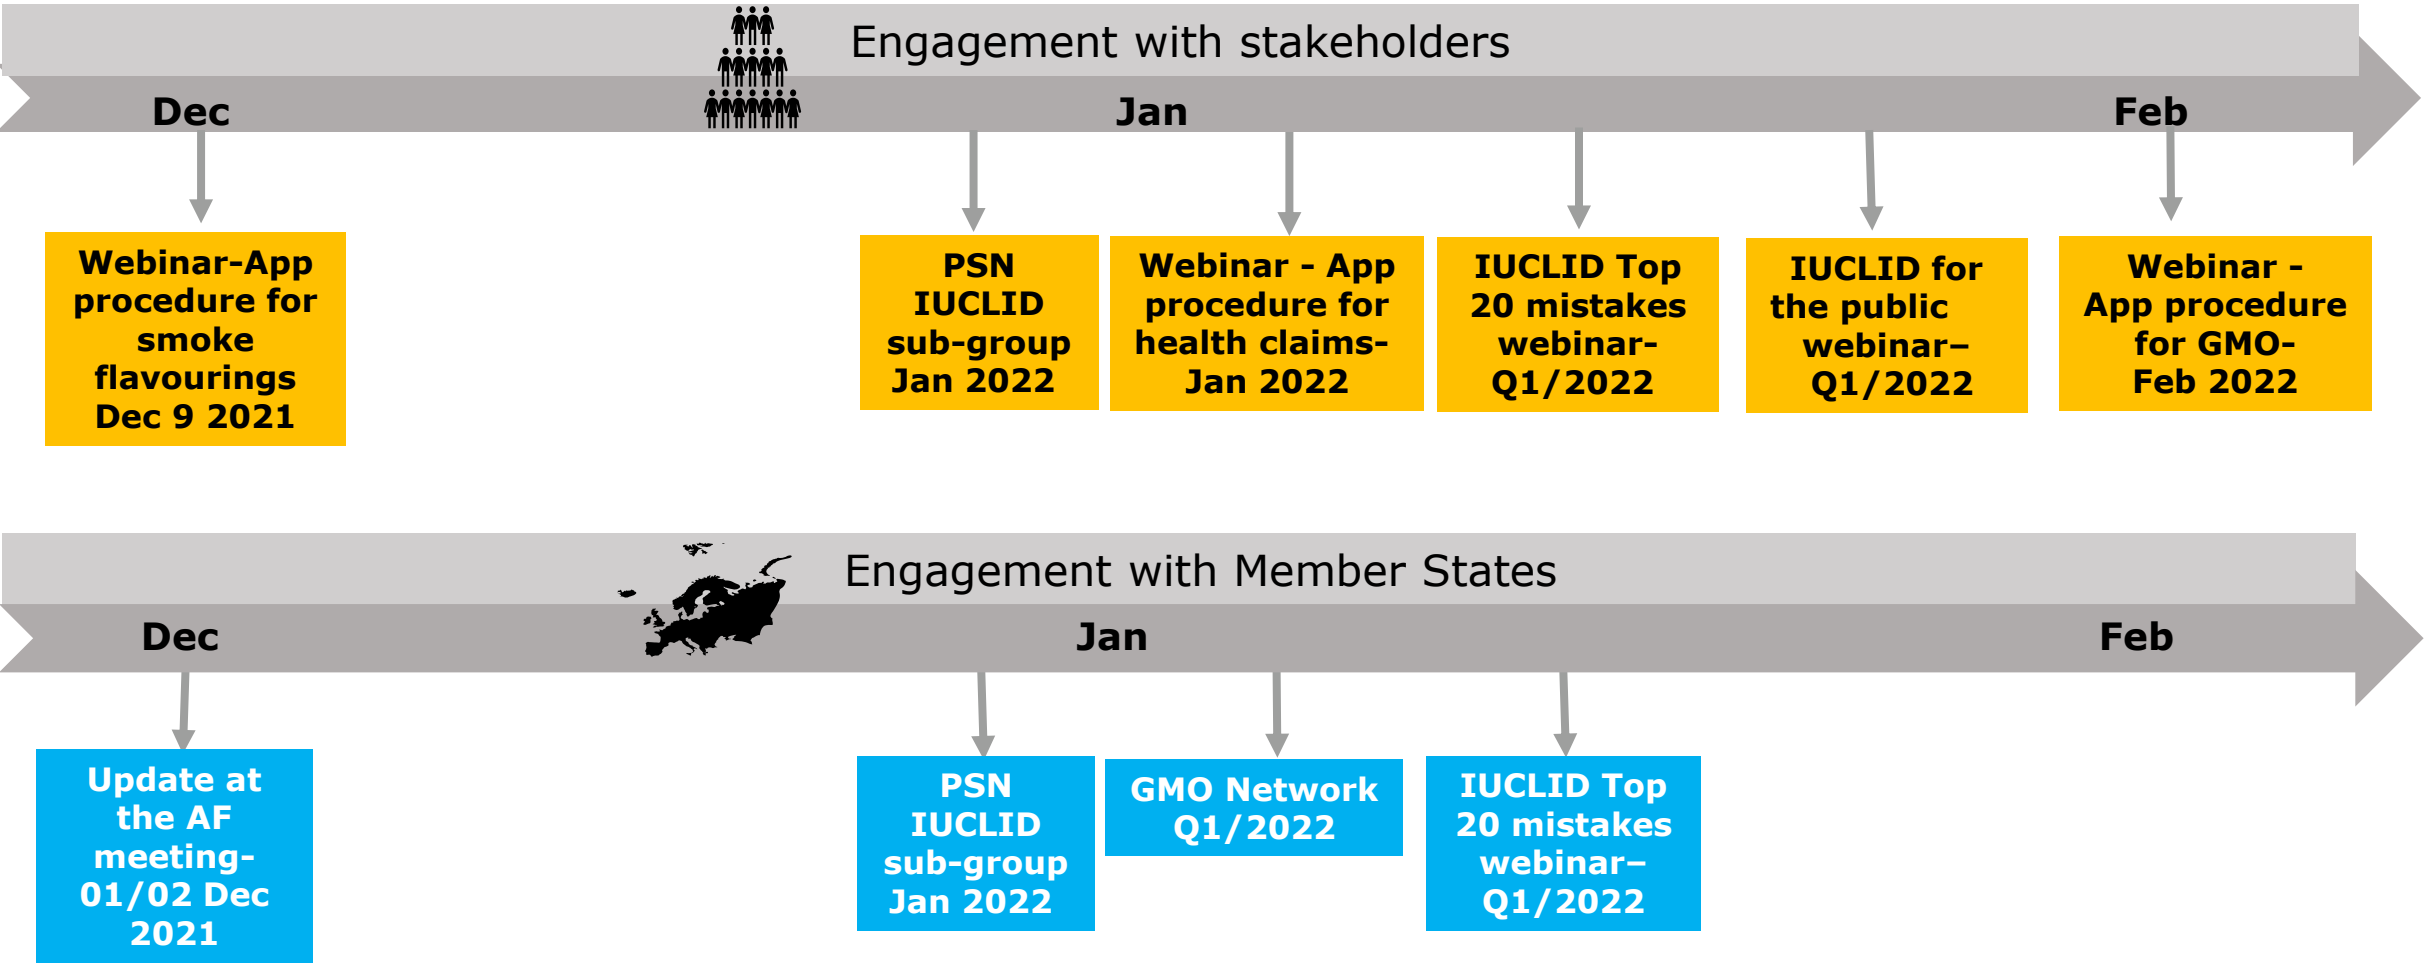 Engagement with stakeholders
Dec
Jan
Feb
Webinar-App
procedure for
smoke
flavourings
Dec 9 2021
PSN
IUCLID
sub-group
Jan 2022
Webinar - App
procedure for
health claims-
Jan 2022
IUCLID Top
20 mistakes
webinar-
Q1/2022
IUCLID for
the public
webinar–
Q1/2022
Webinar -
App procedure
for GMO-
Feb 2022
Engagement with Member States
Dec
Jan
Feb
Update at
the AF
meeting-
01/02 Dec
2021
PSN
IUCLID
sub-group
Jan 2022
GMO Network
Q1/2022
IUCLID Top
20 mistakes
webinar–
Q1/2022